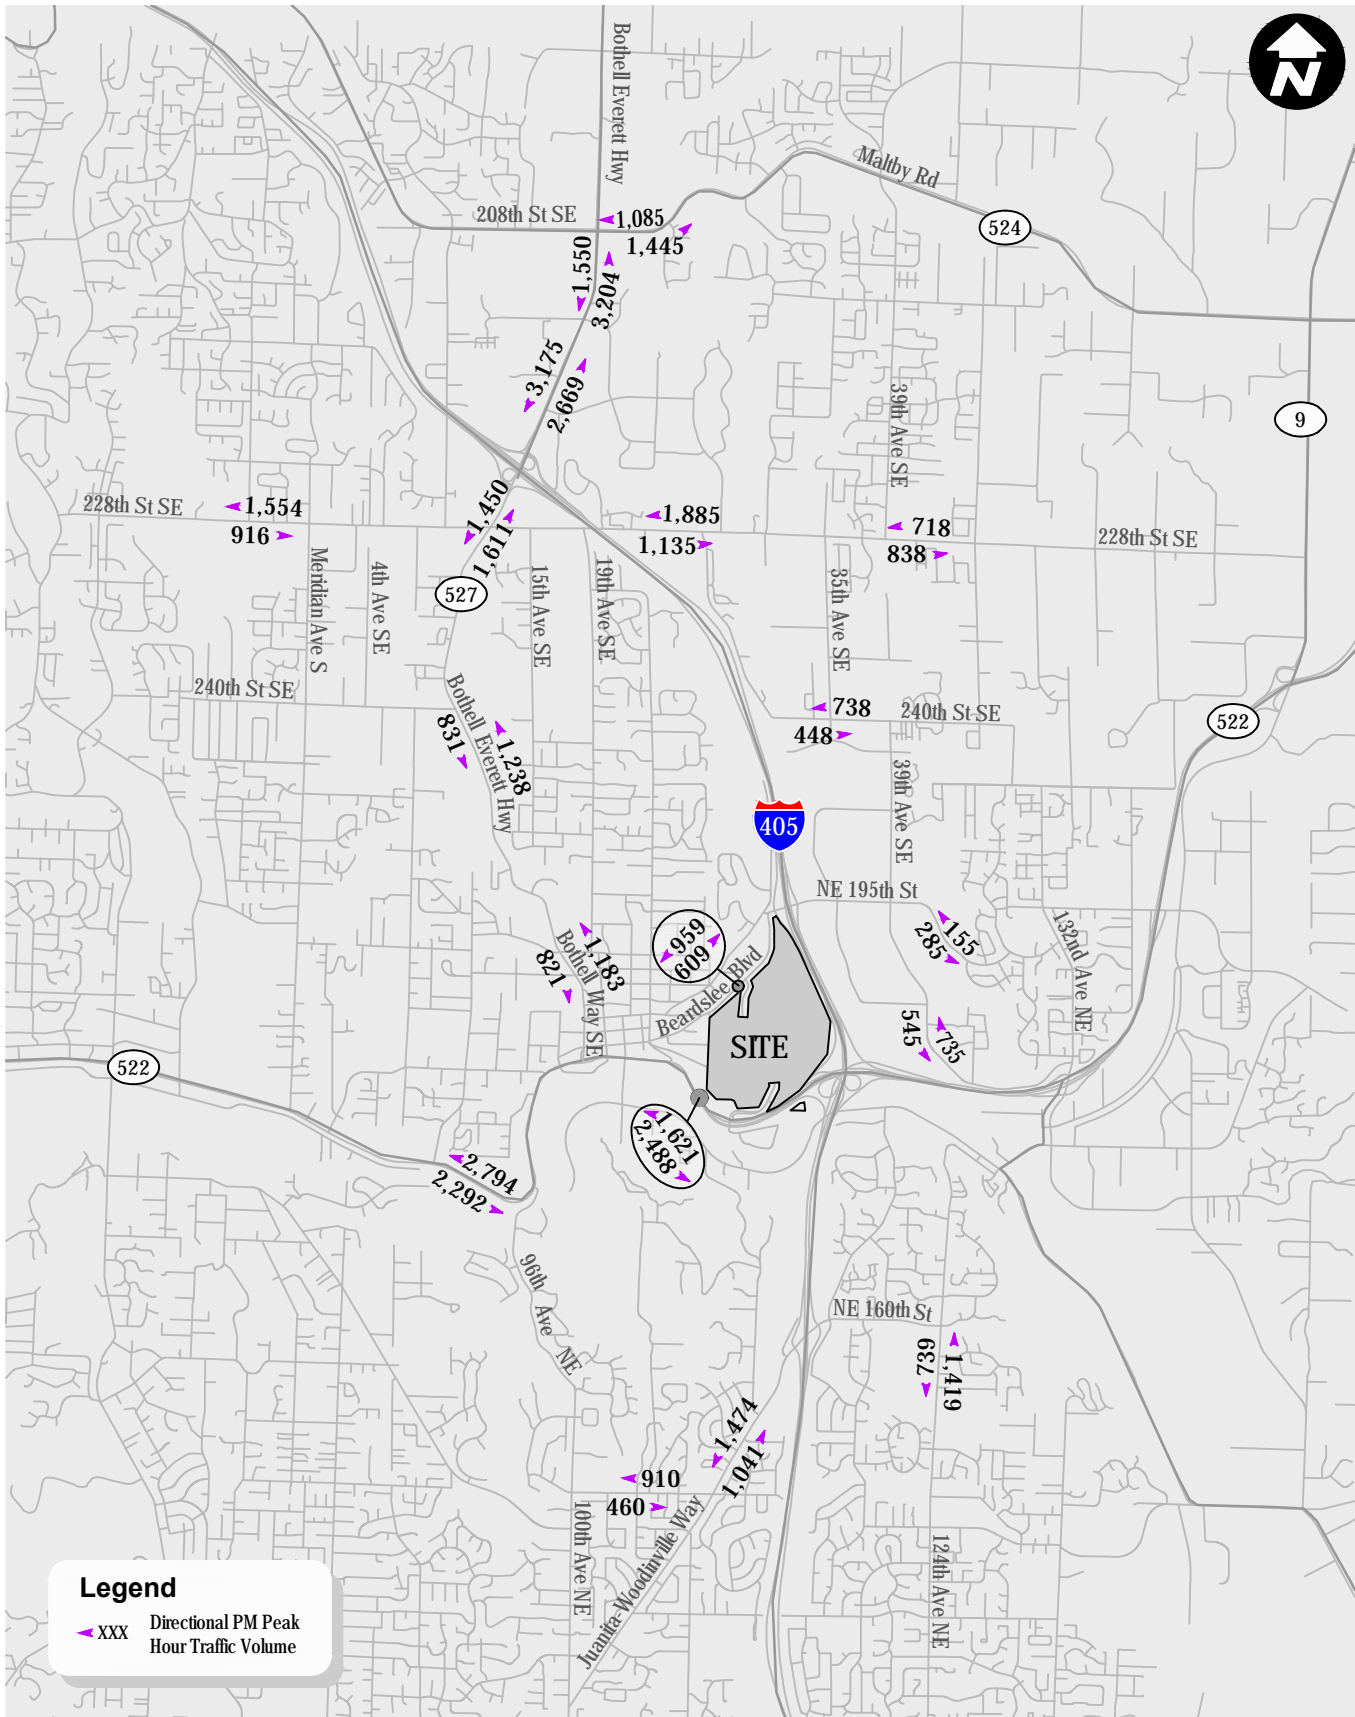 N
Bothell Everett Hwy
Maltby Rd
208th St SE
1,085
1,445
524
1,550
3,204
3,175
2,669
39th Ave SE
9
228th St SE
1,554
916
1,450
1,611
1,885
1,135
718
838
228th St SE
Meridian Ave S
4th Ave SE
527
15th Ave SE
19th Ave SE
35th Ave SE
240th St SE
Bothell Everett Hwy
831
1,238
738
448
240th St SE
522
39th Ave SE
405
NE 195th St
155
285
132nd Ave NE
959
609
1,183
821
Bothell Way SE
Beardslee Blvd
SITE
545
735
522
1,621
2,488
2,794
2,292
96th Ave NE
NE 160th St
739
1,419
1,474
1,041
910
460
100th Ave NE
Juanita-Woodinville Way
124th Ave NE
Legend
XXX Directional PM Peak
Hour Traffic Volume